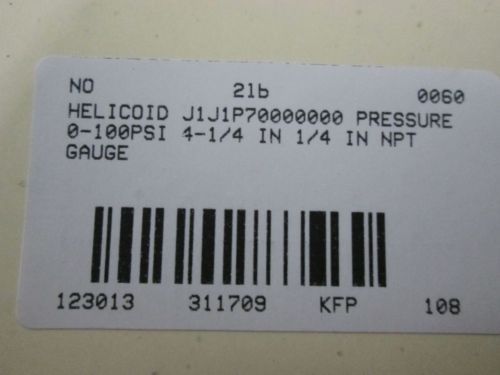 NO 2lb 0060
HELICOID J1J1P70000000 PRESSURE
0-100PSI 4-1/4 IN 1/4 IN NPT
GAUGE
123013 311709 KFP 108